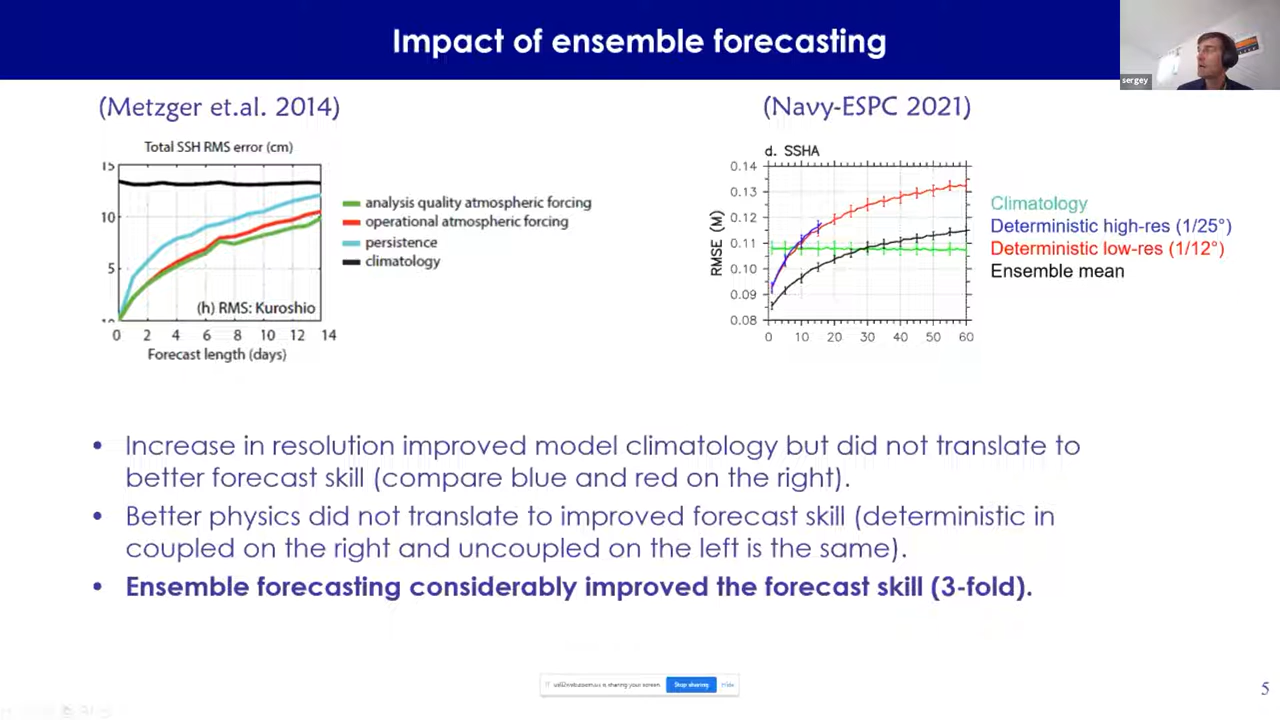 Impact of ensemble forecasting
sergey
(Metzger et.al. 2014)
Total SSH RMS error (cm)
15
10
5
(h) RMS: Kuroshio
0 2 4 6 8 10 12 14
Forecast length (days)
analysis quality atmospheric forcing
operational atmospheric forcing
persistence
climatology
(Navy-ESPC 2021)
d. SSHA
0.14
0.13
0.12
0.11
0.10
0.09
0.08
RMSE (M)
0 10 20 30 40 50 60
Climatology
Deterministic high-res (1/25°)
Deterministic low-res (1/12°)
Ensemble mean
• Increase in resolution improved model climatology but did not translate to
better forecast skill (compare blue and red on the right).
• Better physics did not translate to improved forecast skill (deterministic in
coupled on the right and uncoupled on the left is the same).
• Ensemble forecasting considerably improved the forecast skill (3-fold).
is sharing your screen.
Stop sharing
Hide
5